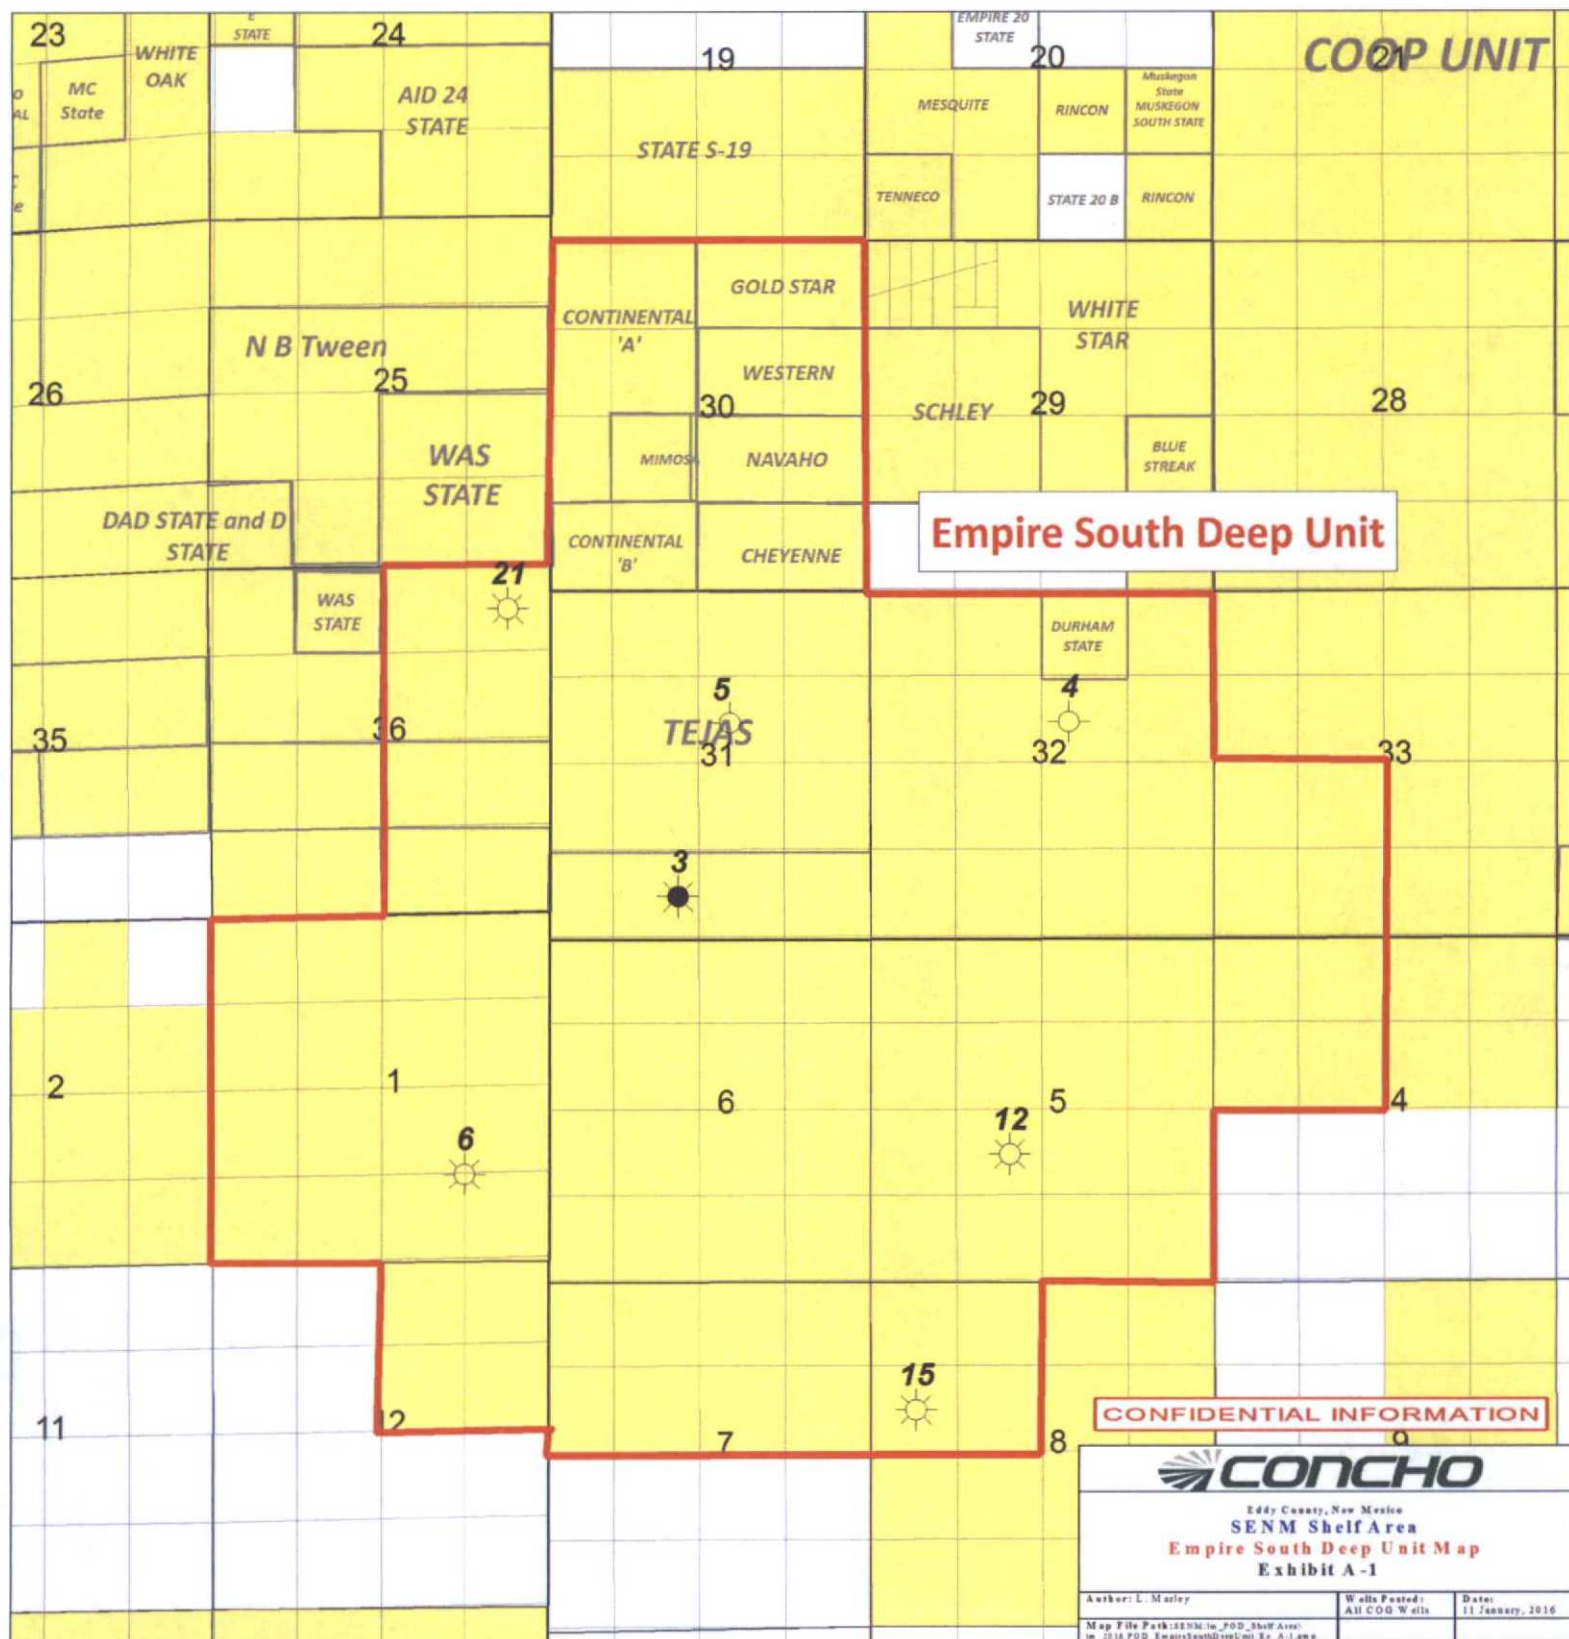 23
WHITE
OAK
E
STATE
24
19
EMPIRE 20
STATE
20
COOP UNIT
21
MC
State
AID 24
STATE
STATE S-19
MESQUITE
RINCON
Muskegon
State
MUSKEGON
SOUTH STATE
TENNECO
STATE 20 B
RINCON
CONTINENTAL
'A'
GOLD STAR
WHITE
STAR
N B Tween
WESTERN
26
25
30
SCHLEY
29
28
WAS
STATE
MIMOSA
NAVAHO
BLUE
STREAK
DAD STATE and D
STATE
CONTINENTAL
'B'
CHEYENNE
Empire South Deep Unit
21
WAS
STATE
DURHAM
STATE
5
4
35
36
TEJAS
31
32
33
3
2
1
6
5
4
6
12
15
11
12
7
8
9
CONFIDENTIAL INFORMATION
CONCHO
Eddy County, New Mexico
SENM Shelf Area
Empire South Deep Unit Map
Exhibit A-1
Author: L. Marley
Wells Posted:
All COG Wells
Date:
11 January, 2016